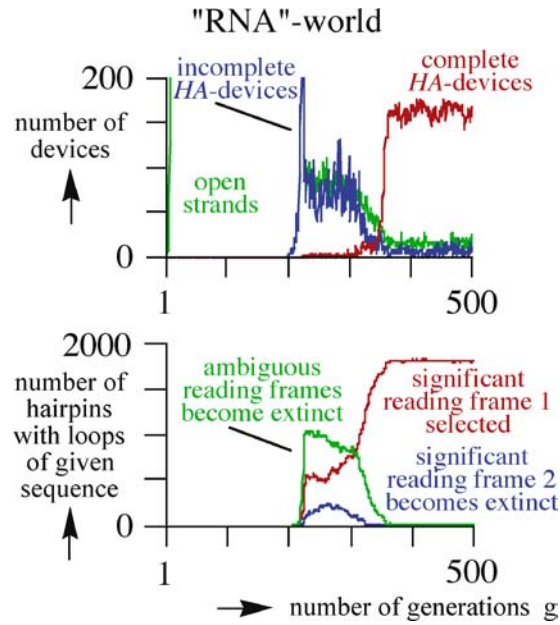 "RNA"-world
200
number of
devices
0
incomplete
HA-devices
complete
HA-devices
open
strands
1
500
2000
number of
hairpins
with loops
of given
sequence
0
ambiguous
reading frames
become extinct
significant
reading frame 1
selected
significant
reading frame 2
becomes extinct
1
500
number of generations g